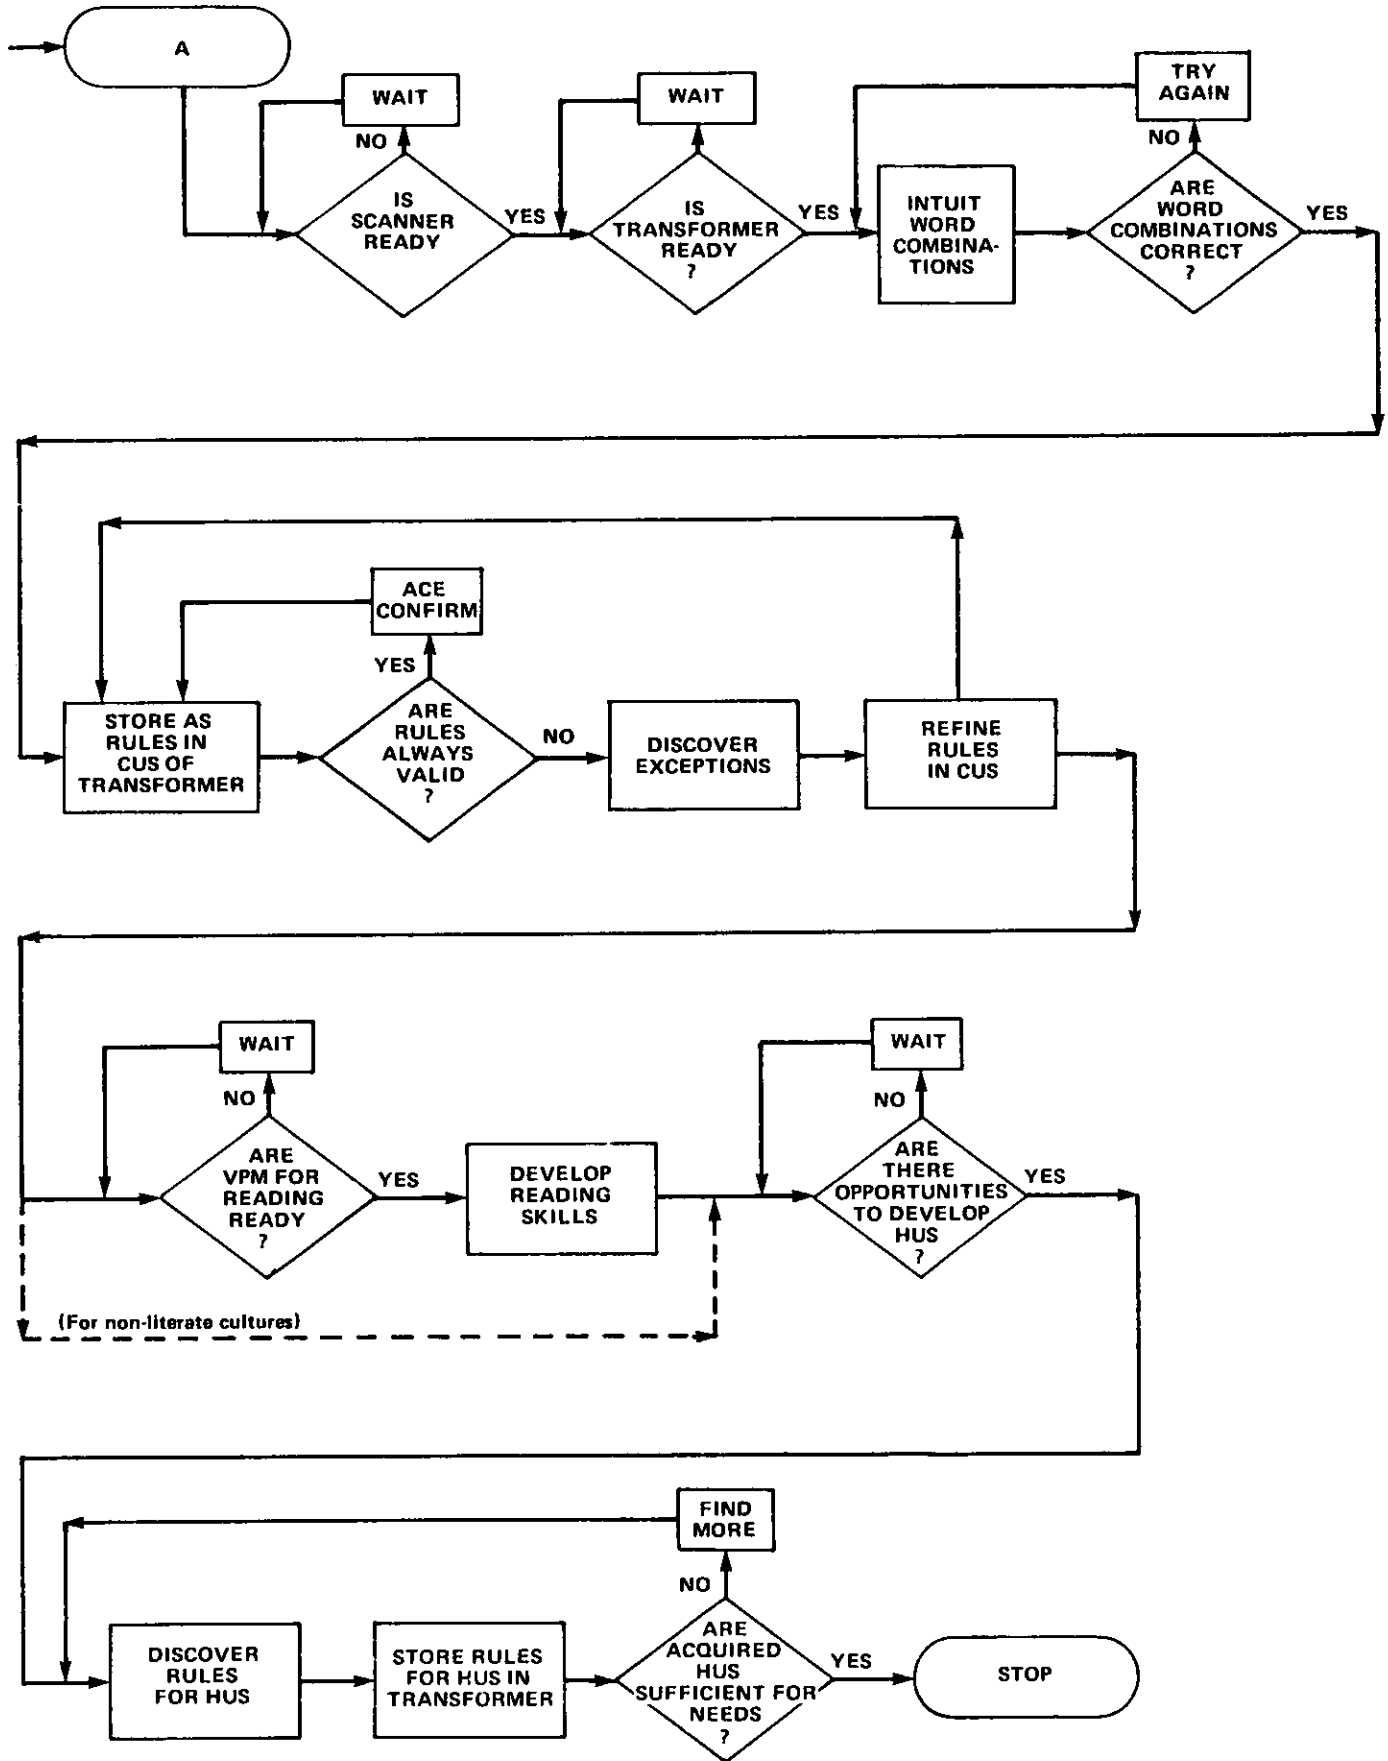 A
WAIT
NO
IS
SCANNER
READY
YES
WAIT
IS
TRANSFORMER
READY
?
YES
INTUIT
WORD
COMBINA-
TIONS
TRY
AGAIN
NO
ARE
WORD
COMBINATIONS
CORRECT
?
YES
STORE AS
RULES IN
CUS OF
TRANSFORMER
ACE
CONFIRM
YES
ARE
RULES
ALWAYS
VALID
?
NO
DISCOVER
EXCEPTIONS
REFINE
RULES
IN CUS
WAIT
NO
ARE
VPM FOR
READING
READY
?
YES
DEVELOP
READING
SKILLS
(For non-literate cultures)
WAIT
NO
ARE
THERE
OPPORTUNITIES
TO DEVELOP
HUS
?
YES
DISCOVER
RULES
FOR HUS
STORE RULES
FOR HUS IN
TRANSFORMER
FIND
MORE
NO
ARE
ACQUIRED
HUS
SUFFICIENT FOR
NEEDS
?
YES
STOP